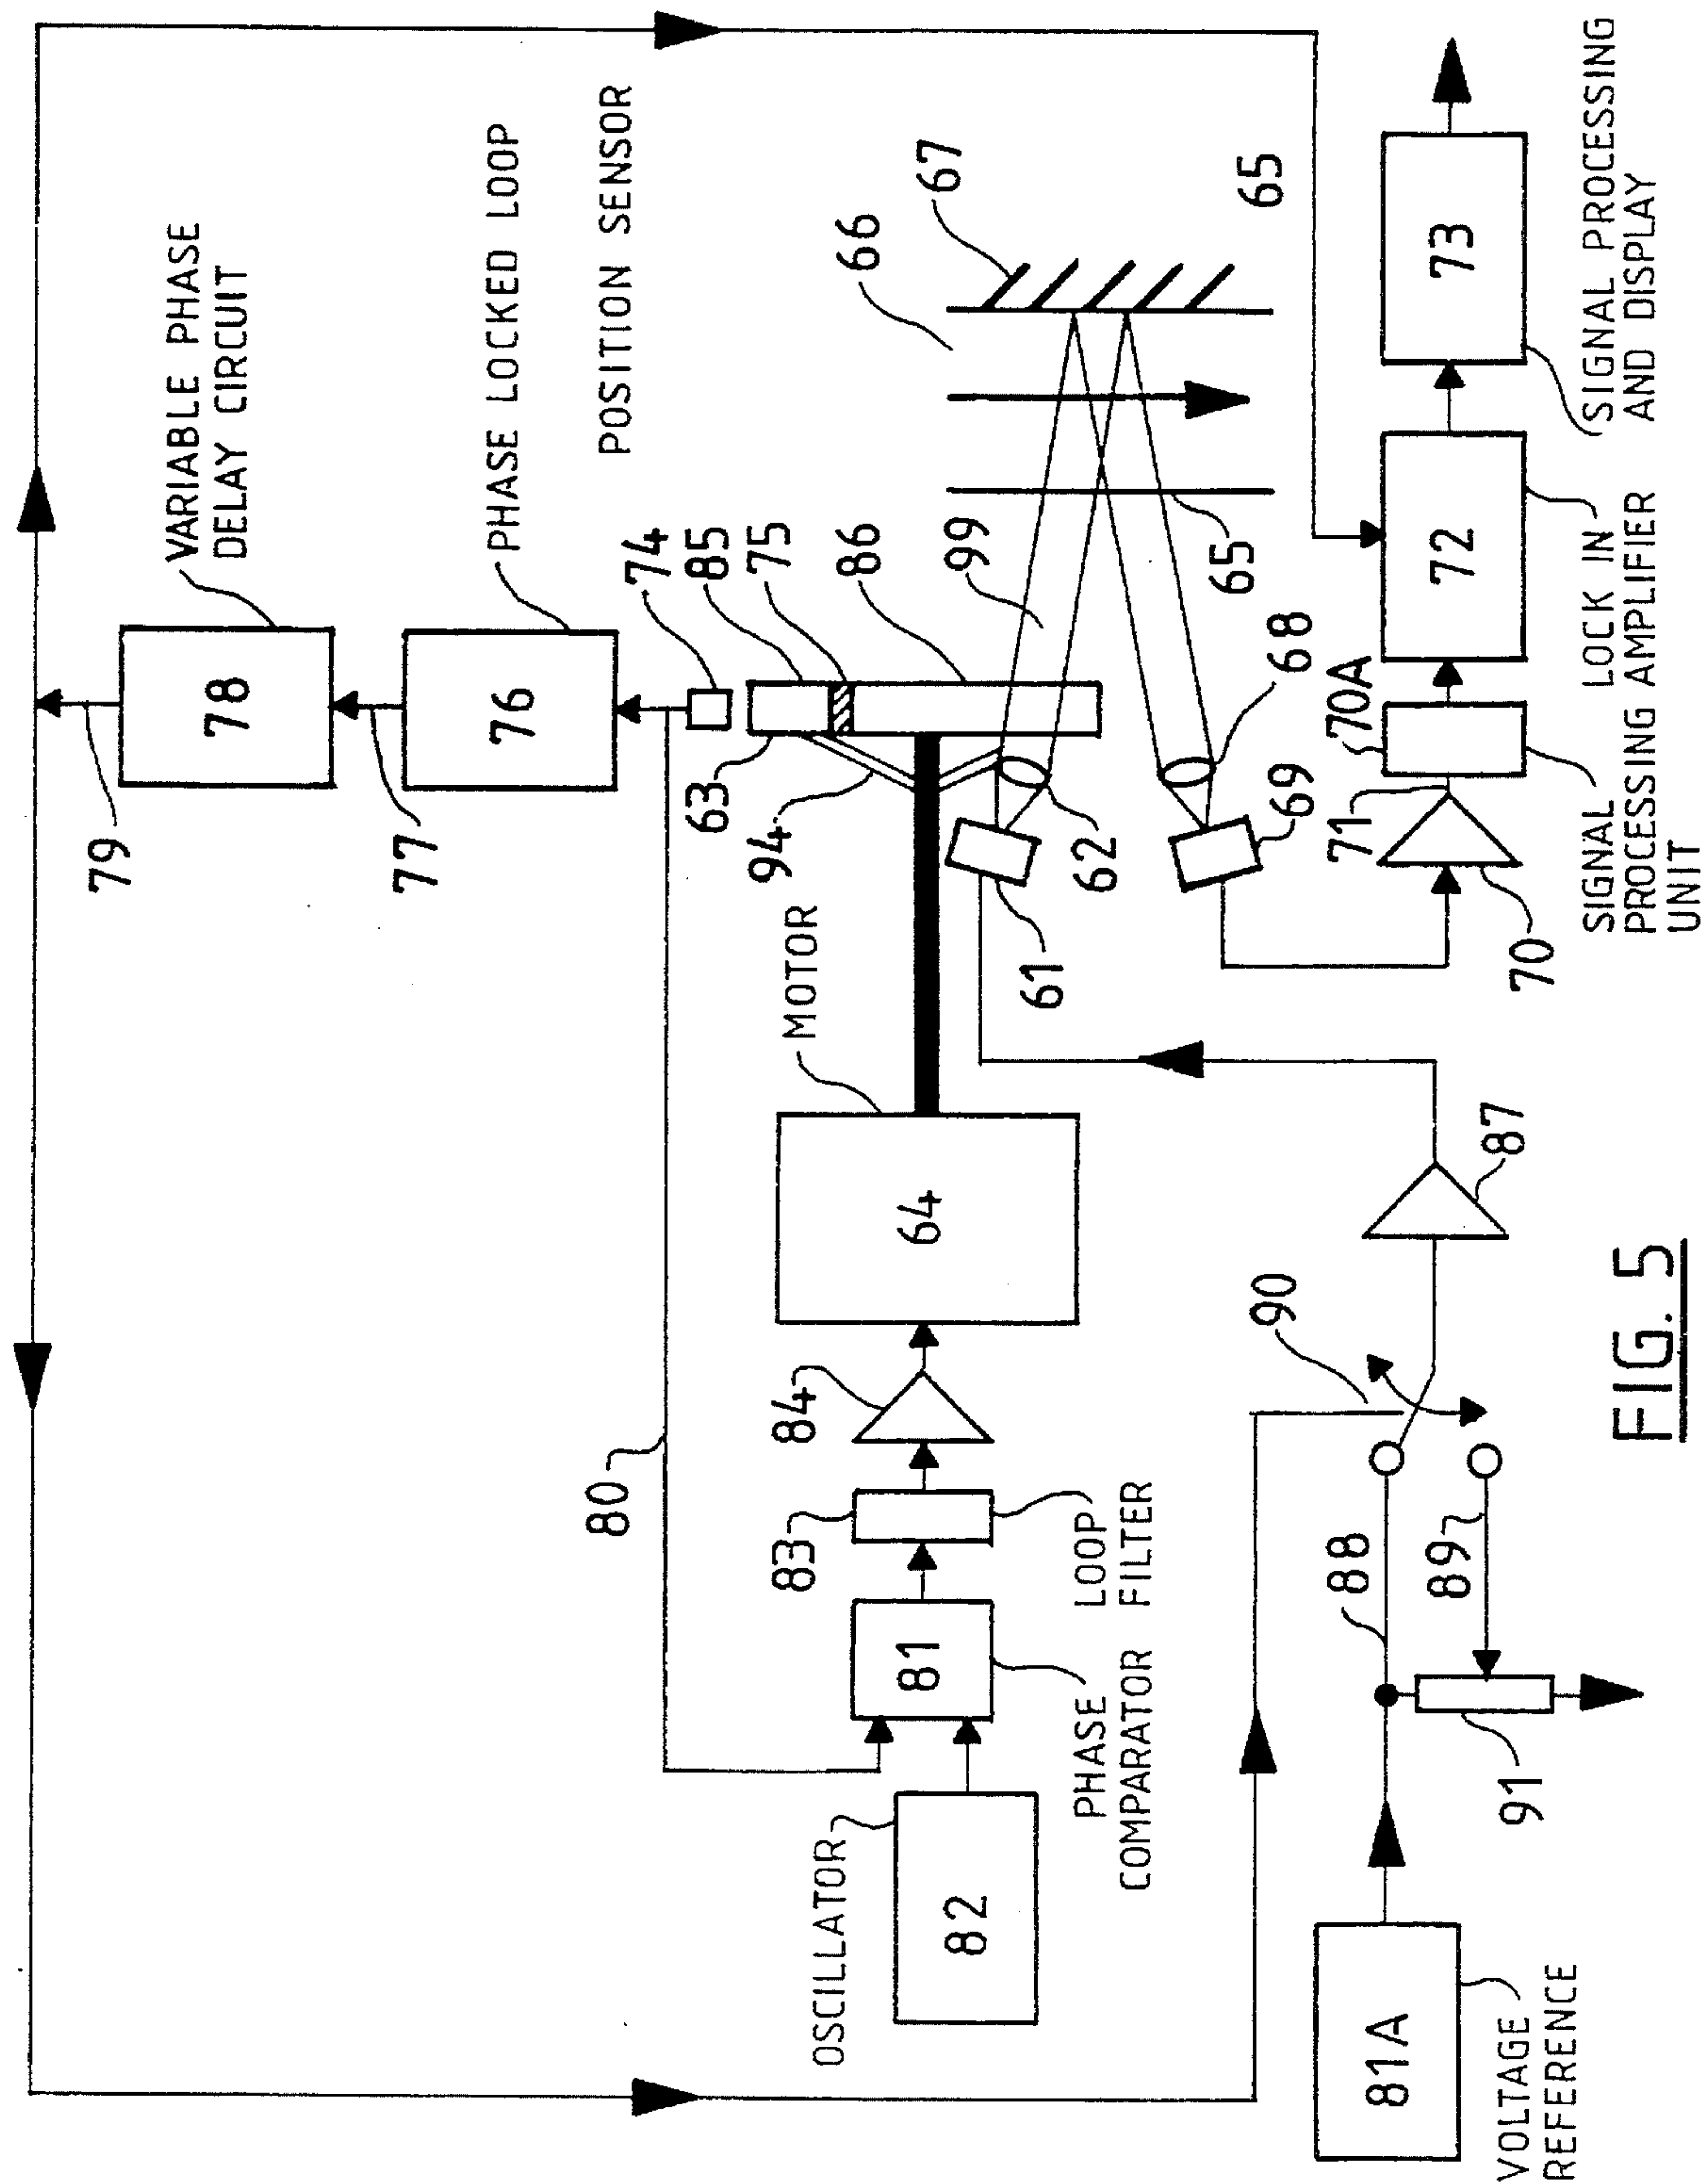 79
78
VARIABLE PHASE
DELAY CIRCUIT
77
76
PHASE LOCKED LOOP
POSITION SENSOR
80
74
85
75
86
63
94
99
66
67
65
65
MOTOR
64
61
62
68
69
84
83
81
82
OSCILLATOR
PHASE
COMPARATOR
LOOP
FILTER
70
71
70A
72
73
SIGNAL
PROCESSING
UNIT
LOCK IN
AMPLIFIER
SIGNAL PROCESSING
AND DISPLAY
90
87
88
89
91
81A
VOLTAGE
REFERENCE
FIG. 5